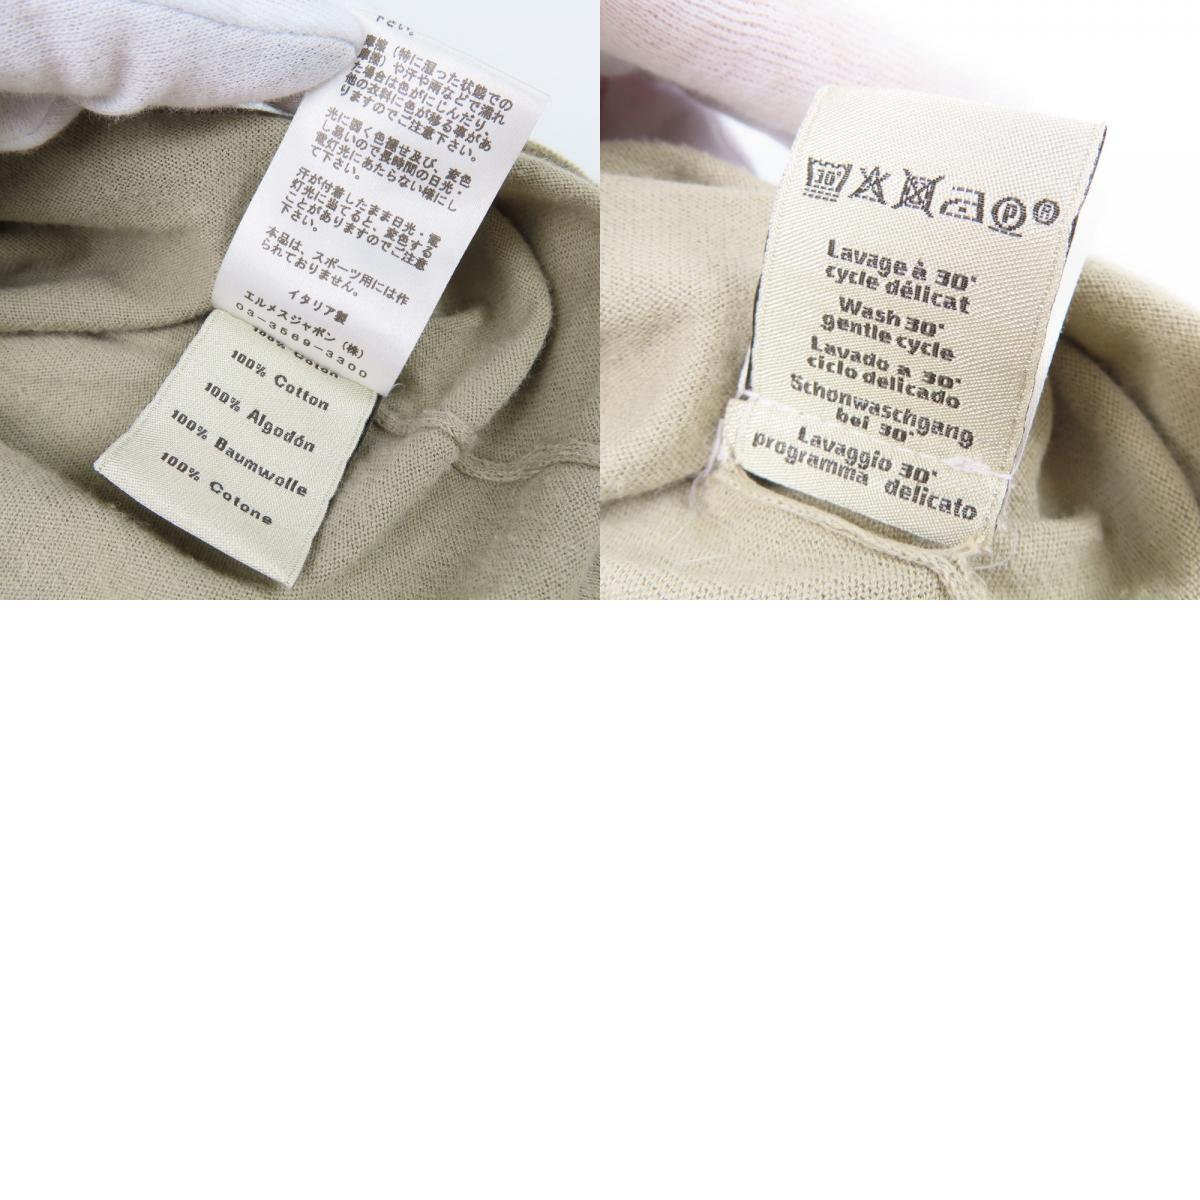 下さい。
摩擦（特に湿った状態での
摩擦）や汗や雨などで濡れ
た場合は色がにじんだり、
他の衣料に色が移る事があ
りますのでご注意下さい。
光に弱く色褪せ及び、変色
し易いので長時間の日光・
電灯光にあたらない様にし
て下さい。
汗が付着したまま日光・電
灯光に当てると、変色する
ことがありますのでご注意
下さい。
本品は、スポーツ用には作
られておりません。
イタリア製
エルメスジャポン（株）
03-3569-3300
100% Coton
100% Cotton
100% Algodón
100% Baumwolle
100% Cotone
30
P
A
Lavage à 30°
cycle délicat
Wash 30°
gentle cycle
Lavado a 30°
ciclo delicado
Schonwaschgang
bei 30°
Lavaggio 30°
programma delicato